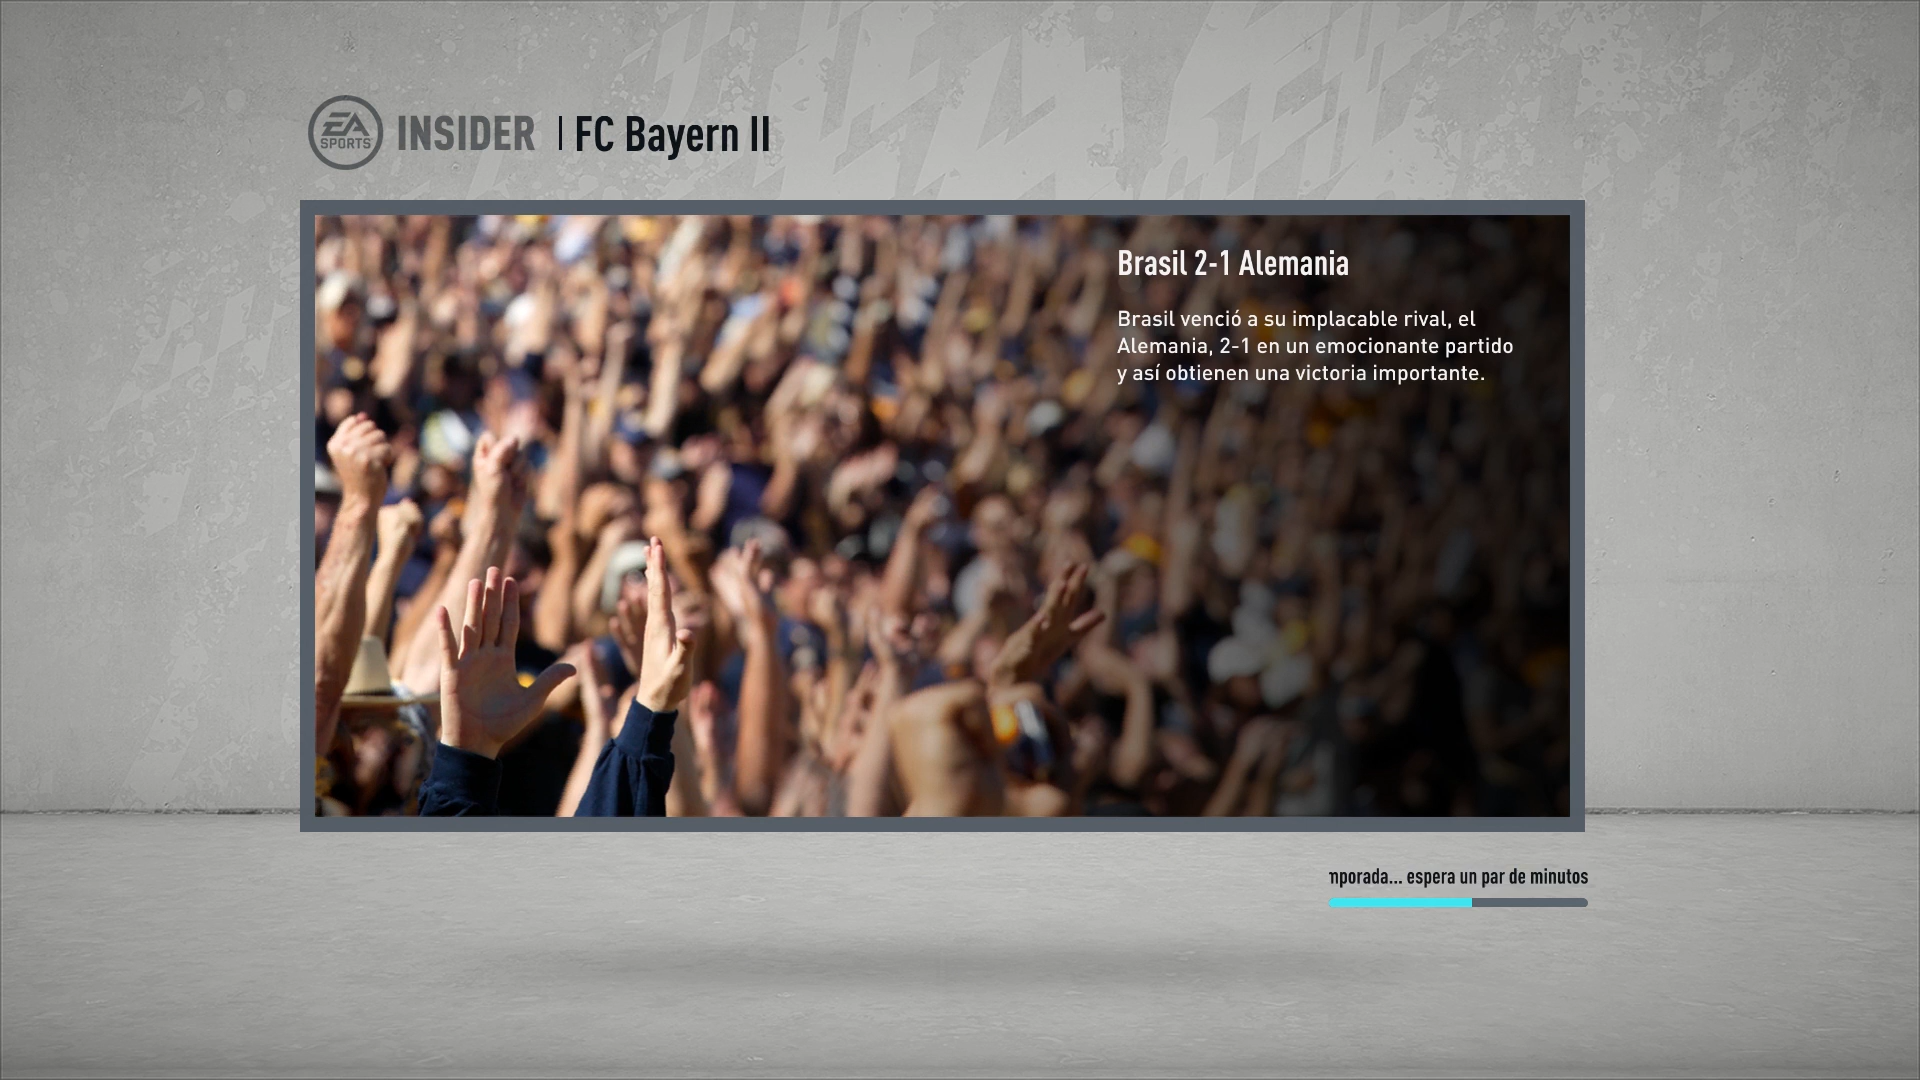 EA
SPORTS
INSIDER | FC Bayern II
Brasil 2-1 Alemania
Brasil venció a su implacable rival, el
Alemania, 2-1 en un emocionante partido
y así obtienen una victoria importante.
mporada... espera un par de minutos